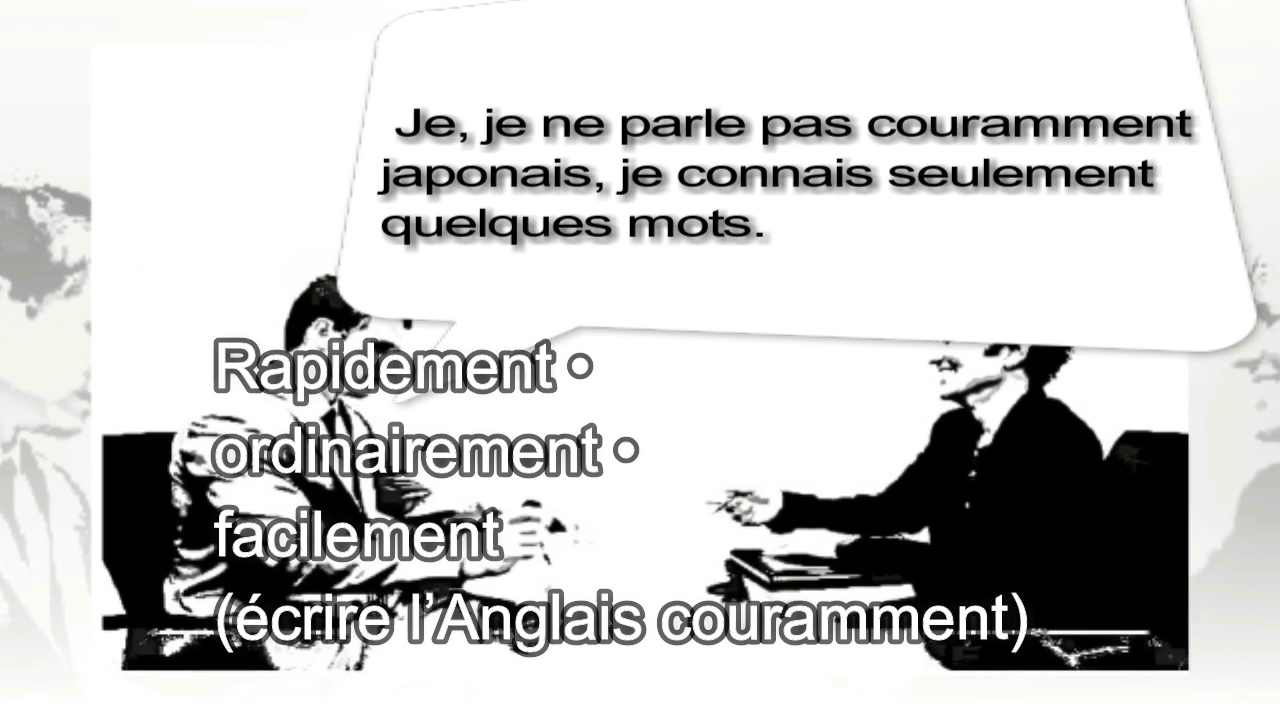 Je, je ne parle pas couramment
japonais, je connais seulement
quelques mots.
Rapidement •
ordinairement •
facilement
(écrire l’Anglais couramment)